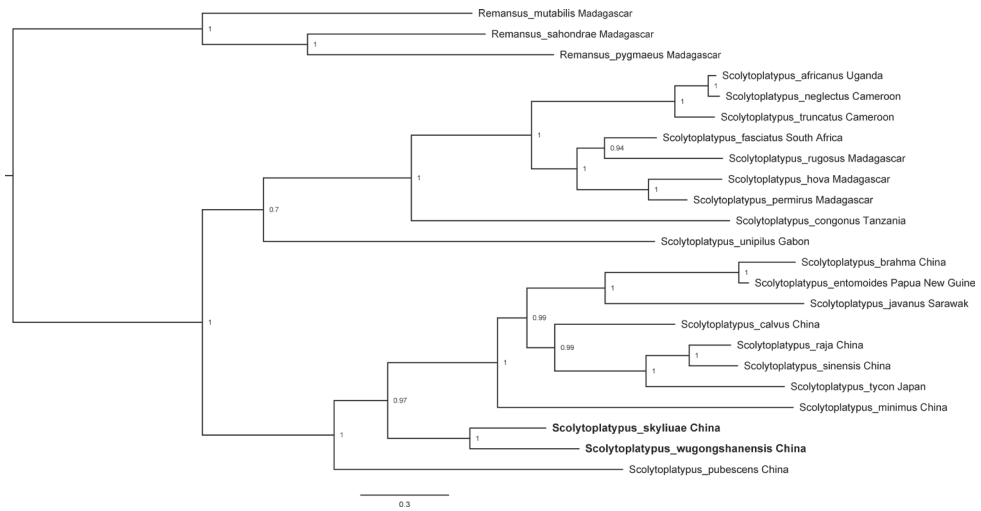 Remansus_mutabilis Madagascar
1
Remansus_sahondrae Madagascar
1
Remansus_pygmaeus Madagascar
Scolytoplatypus_africanus Uganda
1
Scolytoplatypus_neglectus Cameroon
1
Scolytoplatypus_truncatus Cameroon
1
Scolytoplatypus_fasciatus South Africa
0.94
Scolytoplatypus_rugosus Madagascar
1
Scolytoplatypus_hova Madagascar
1
1
Scolytoplatypus_permirus Madagascar
0.7
Scolytoplatypus_congonus Tanzania
Scolytoplatypus_unipilus Gabon
Scolytoplatypus_brahma China
1
Scolytoplatypus_entomoides Papua New Guine
1
Scolytoplatypus_javanus Sarawak
0.99
1
Scolytoplatypus_calvus China
Scolytoplatypus_raja China
0.99
1
Scolytoplatypus_sinensis China
1
1
Scolytoplatypus_tycon Japan
0.97
Scolytoplatypus_minimus China
Scolytoplatypus_skyliuae China
1
1
Scolytoplatypus_wugongshanensis China
Scolytoplatypus_pubescens China
0.3